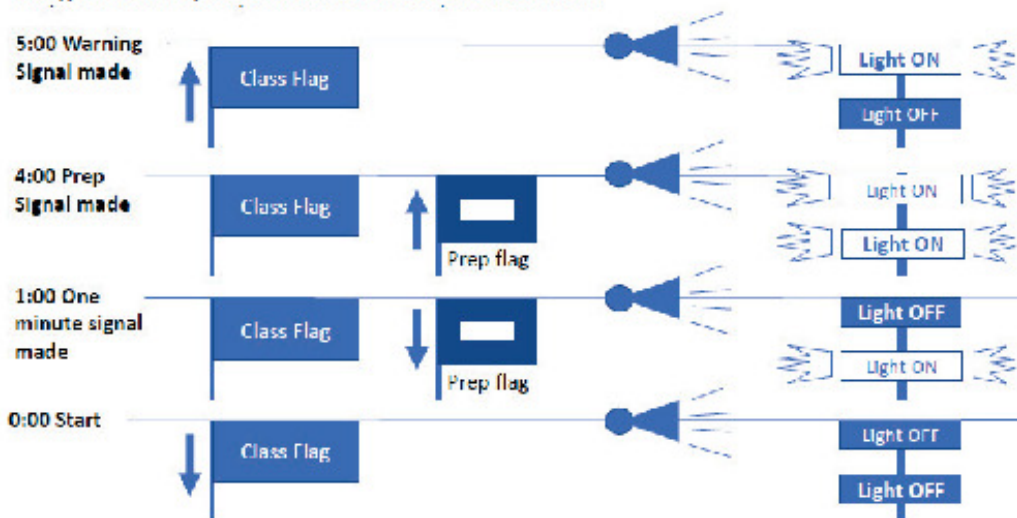 5:00 Warning
Signal made
Class Flag
Light ON
Light OFF
4:00 Prep
Signal made
Class Flag
Prep flag
Light ON
Light ON
1:00 One
minute signal
made
Class Flag
Prep flag
Light OFF
Light ON
0:00 Start
Class Flag
Light OFF
Light OFF